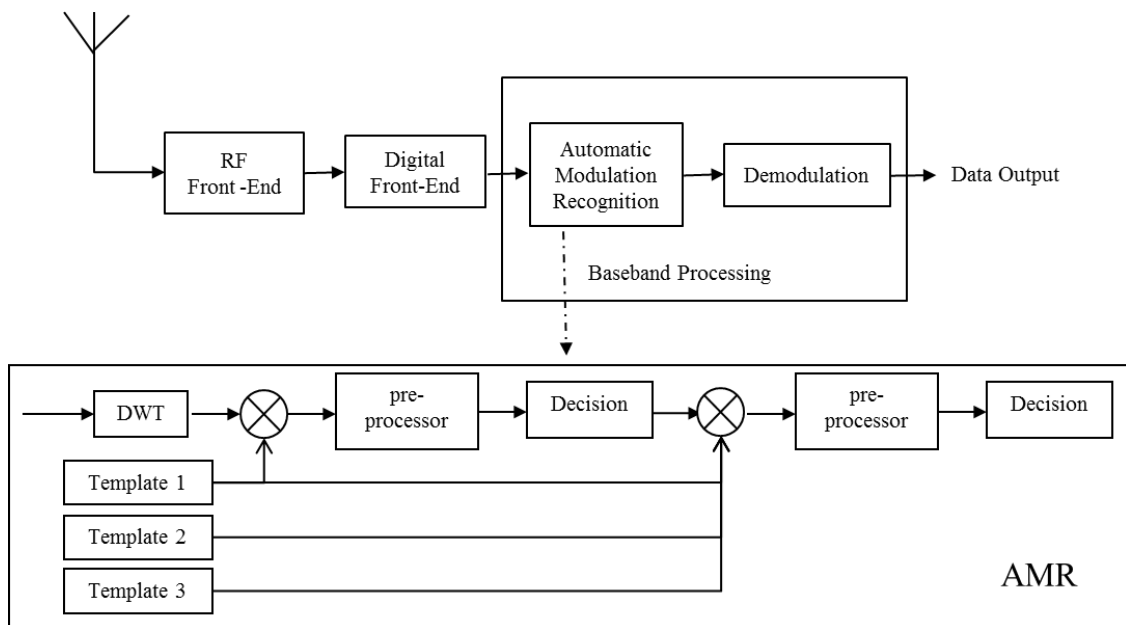 RF
Front -End
Digital
Front-End
Automatic
Modulation
Recognition
Demodulation
Data Output
Baseband Processing
DWT
pre-
processor
Decision
pre-
processor
Decision
Template 1
Template 2
Template 3
AMR